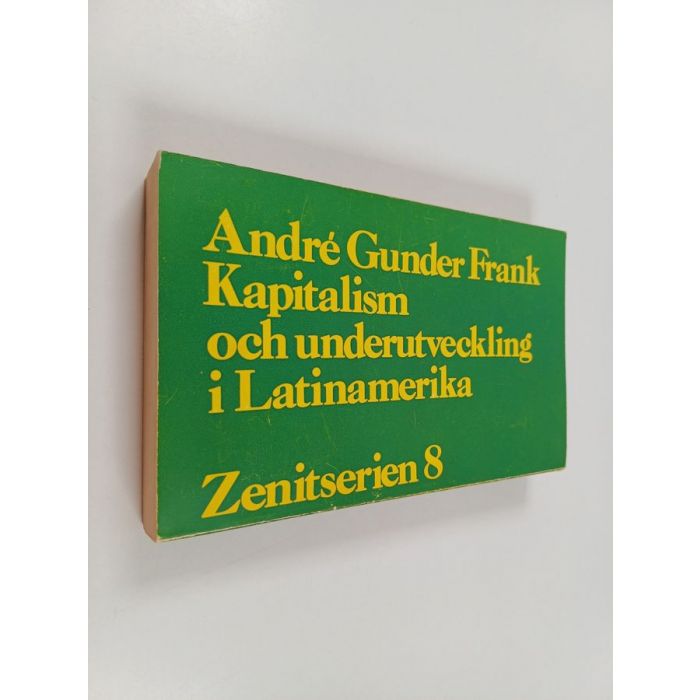 André Gunder Frank
Kapitalism
och underutveckling
i Latinamerika
Zenitserien 8